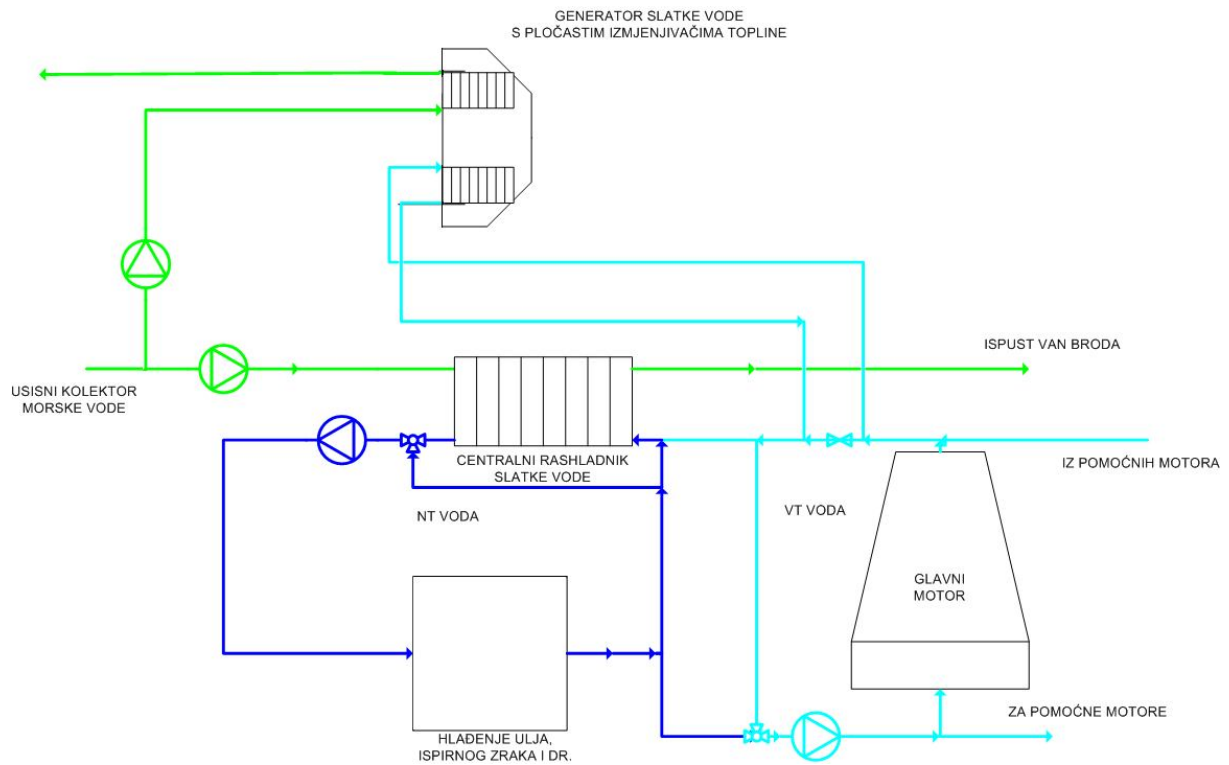 GENERATOR SLATKE VODE
S PLOČASTIM IZMJENJIVAČIMA TOPLINE
ISPUST VAN BRODA
USISNI KOLEKTOR
MORSKE VODE
CENTRALNI RASHLADNIK
SLATKE VODE
IZ POMOĆNIH MOTORA
NT VODA
VT VODA
GLAVNI
MOTOR
ZA POMOĆNE MOTORE
HLAĐENJE ULJA,
ISPIRNOG ZRAKA I DR.